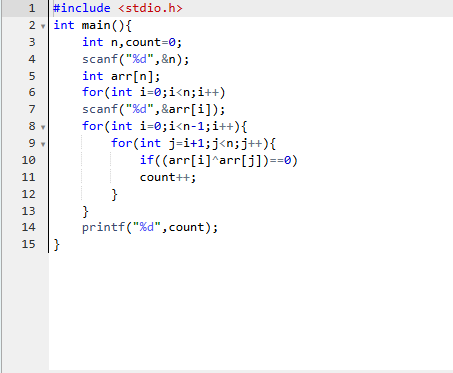 1 #include <stdio.h>
2 int main(){
3     int n,count=0;
4     scanf("%d",&n);
5     int arr[n];
6     for(int i=0;i<n;i++)
7     scanf("%d",&arr[i]);
8     for(int i=0;i<n-1;i++){
9         for(int j=i+1;j<n;j++){
10             if((arr[i]^arr[j])==0)
11             count++;
12         }
13     }
14     printf("%d",count);
15 }